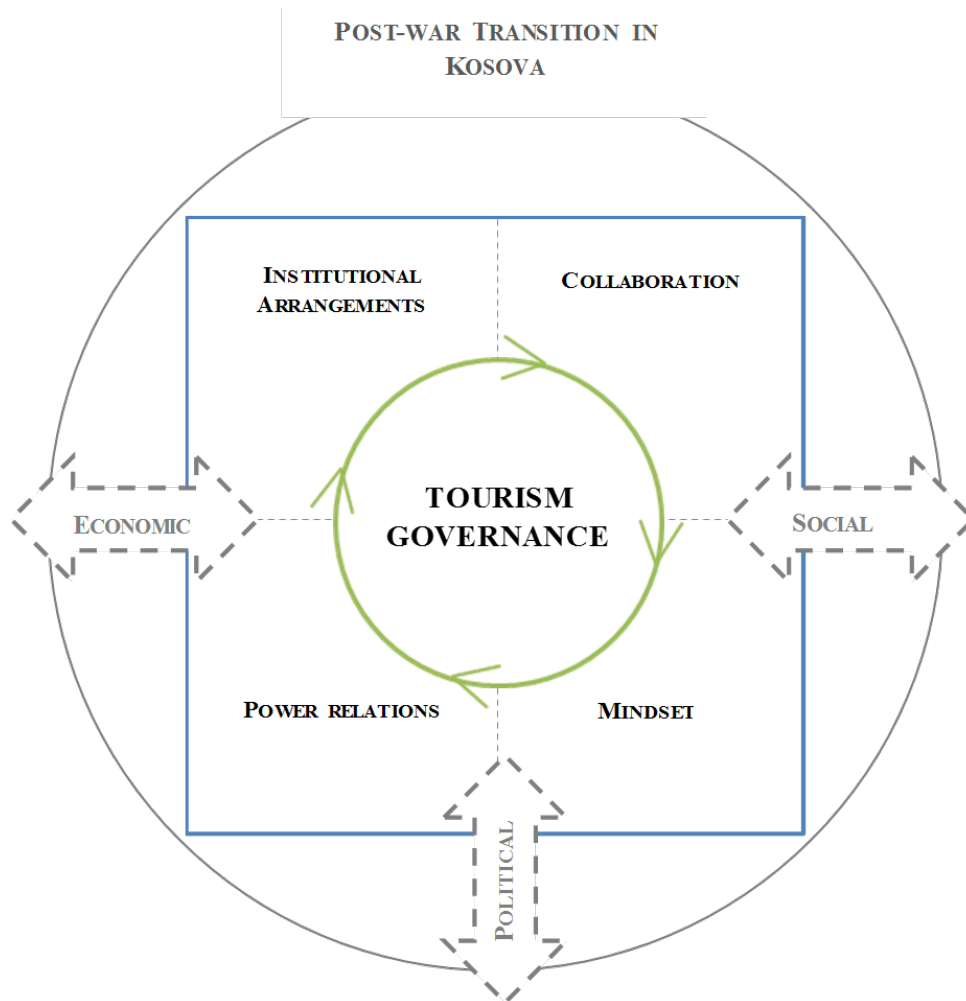 POST-WAR TRANSITION IN
KOSOVA
INSTITUTIONAL
ARRANGEMENTS
COLLABORATION
ECONOMIC
TOURISM
GOVERNANCE
SOCIAL
POWER RELATIONS
MINDSET
POLITICAL